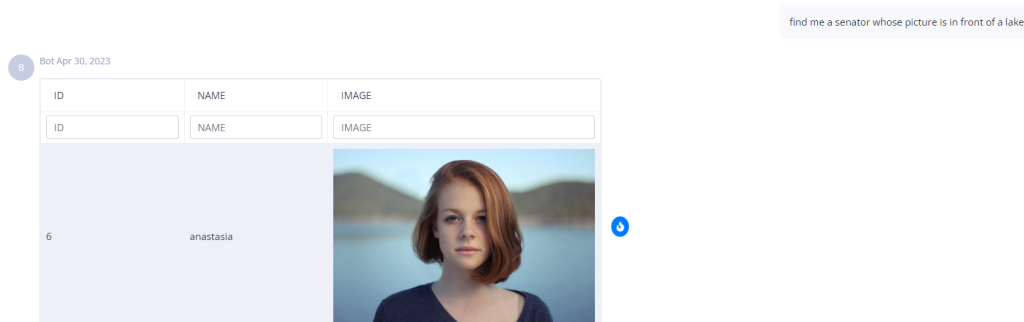 find me a senator whose picture is in front of a lake
B
Bot Apr 30, 2023
ID NAME IMAGE
ID NAME IMAGE
6 anastasia